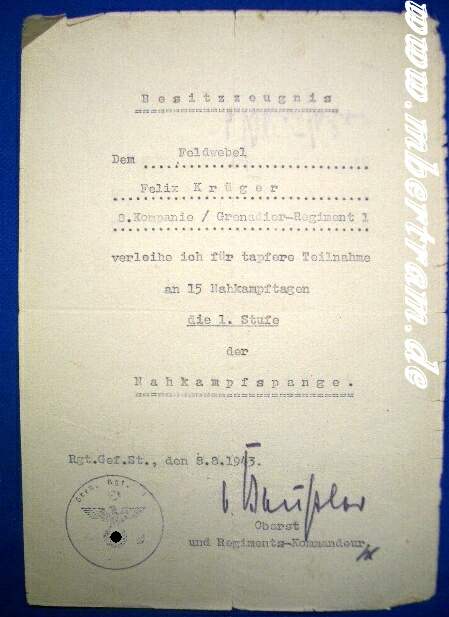 Besitzzeugnis
Dem Feldwebel
Felix Krüger
8.Kompanie / Grenadier-Regiment 1
verleihe ich für tapfere Teilnahme
an 15 Nahkampftagen
die 1. Stufe
der
Nahkampfspange.
Rgt.Gef.St., den 8.8.1943.
Oberst
und Regiments-Kommandeur
www.mbertram.de